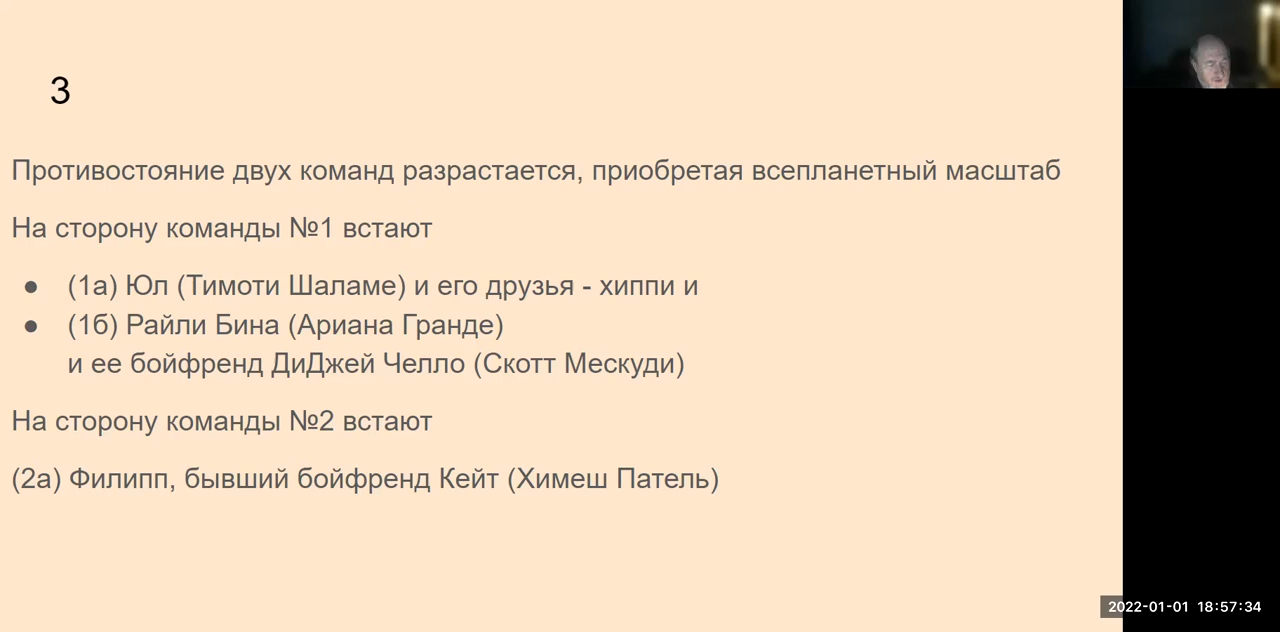 3
Противостояние двух команд разрастается, приобретая всепланетный масштаб
На сторону команды №1 встают
● (1а) Юл (Тимоти Шаламе) и его друзья - хиппи и
● (1б) Райли Бина (Ариана Гранде)
и ее бойфренд ДиДжей Челло (Скотт Мескуди)
На сторону команды №2 встают
(2а) Филипп, бывший бойфренд Кейт (Химеш Патель)
2022-01-01 18:57:34